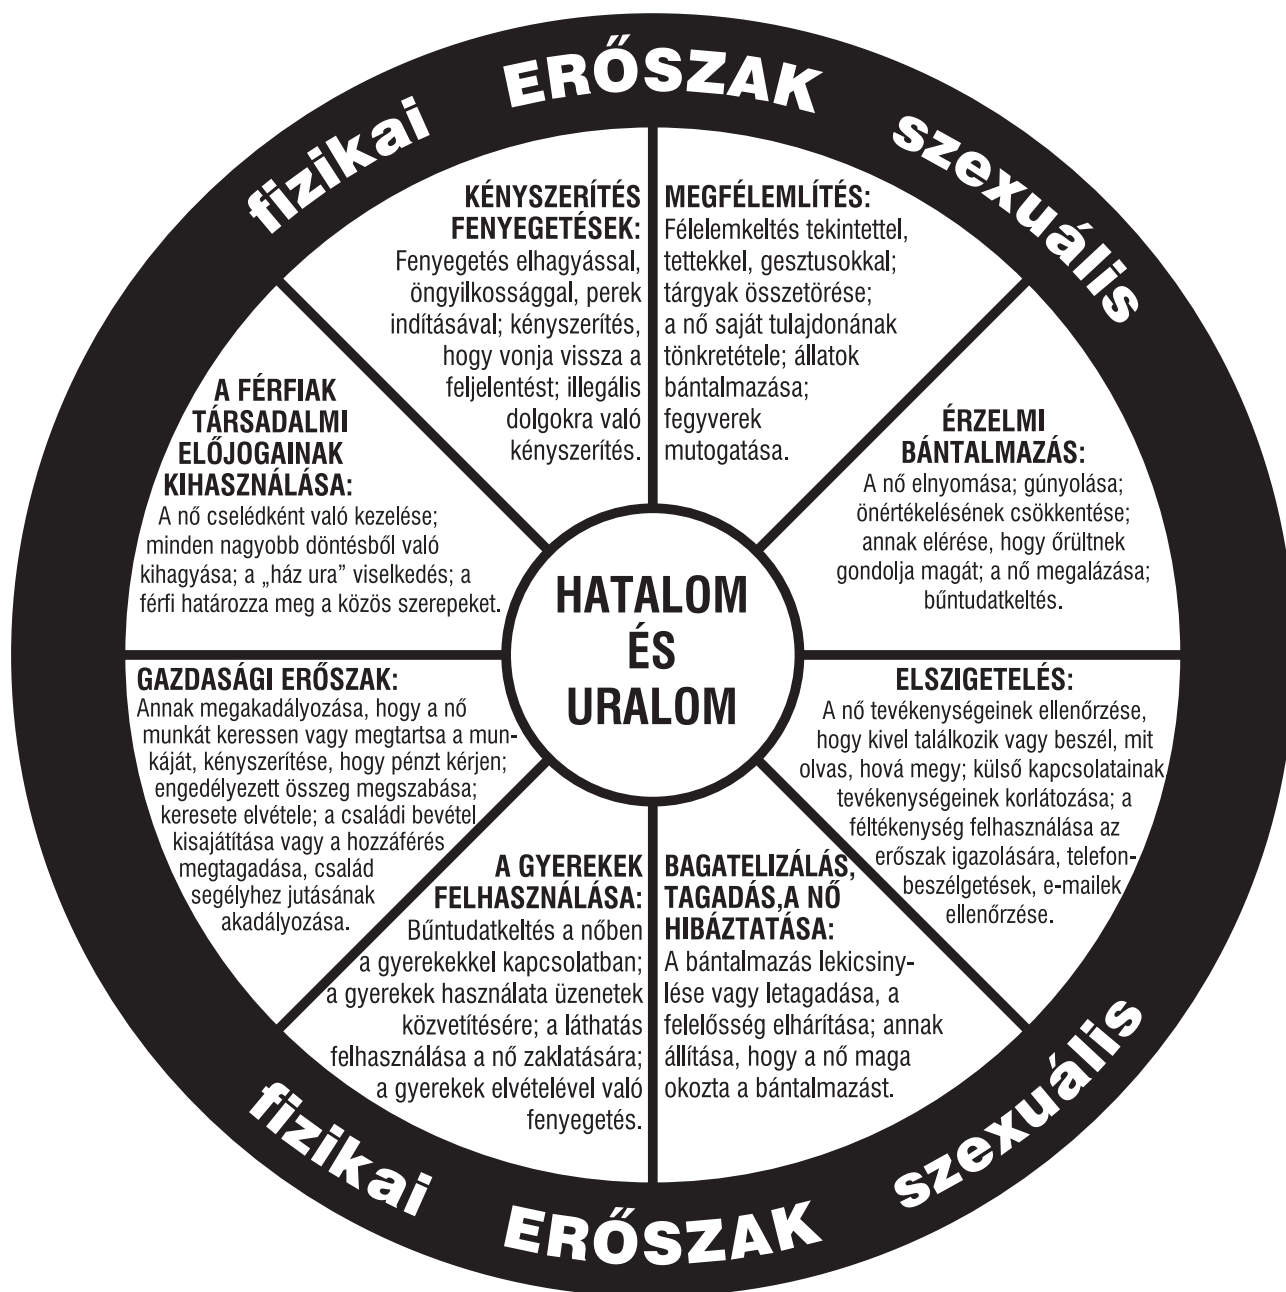 fizikai ERŐSZAK szexuális
KÉNYSZERÍTÉS
FENYEGETÉSEK:
Fenyegetés elhagyással,
öngyilkossággal, perek
indításával; kényszerítés,
hogy vonja vissza a
feljelentést; illegális
dolgokra való
kényszerítés.
MEGFÉLEMLÍTÉS:
Félelemkeltés tekintettel,
tettekkel, gesztusokkal;
tárgyak összetörése;
a nő saját tulajdonának
tönkretétele; állatok
bántalmazása;
fegyverek
mutogatása.
A FÉRFIAK
TÁRSADALMI
ELŐJOGAINAK
KIHASZNÁLÁSA:
A nő cselédként való kezelése;
minden nagyobb döntésből való
kihagyása; a „ház ura” viselkedés; a
férfi határozza meg a közös szerepeket.
ÉRZELMI
BÁNTALMAZÁS:
A nő elnyomása; gúnyolása;
önértékelésének csökkentése;
annak elérése, hogy őrültnek
gondolja magát; a nő megalázása;
bűntudatkeltés.
HATALOM
ÉS
URALOM
GAZDASÁGI ERŐSZAK:
Annak megakadályozása, hogy a nő
munkát keressen vagy megtartsa a mun-
káját, kényszerítése, hogy pénzt kérjen;
engedélyezett összeg megszabása;
keresete elvétele; a családi bevétel
kisajátítása vagy a hozzáférés
megtagadása, család
segélyhez jutásának
akadályozása.
ELSZIGETELÉS:
A nő tevékenységeinek ellenőrzése,
hogy kivel találkozik vagy beszél, mit
olvas, hová megy; külső kapcsolatainak
tevékenységeinek korlátozása; a
féltékenység felhasználása az
erőszak igazolására, telefon-
beszélgetések, e-mailek
ellenőrzése.
A GYEREKEK
FELHASZNÁLÁSA:
Bűntudatkeltés a nőben
a gyerekekkel kapcsolatban;
a gyerekek használata üzenetek
közvetítésére; a láthatás
felhasználása a nő zaklatására;
a gyerekek elvételével való
fenyegetés.
BAGATELIZÁLÁS,
TAGADÁS,A NŐ
HIBÁZTATÁSA:
A bántalmazás lekicsiny-
lése vagy letagadása, a
felelősség elhárítása; annak
állítása, hogy a nő maga
okozta a bántalmazást.
fizikai ERŐSZAK szexuális